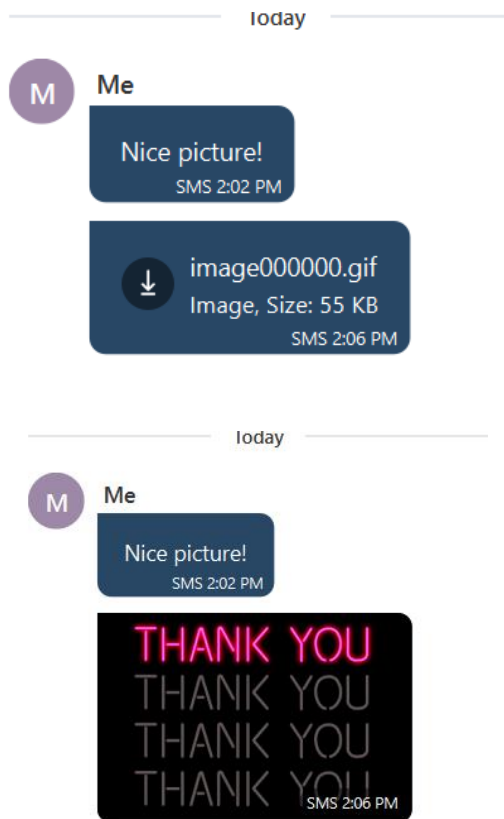 Today
M
Me
Nice picture!
SMS 2:02 PM
image000000.gif
Image, Size: 55 KB
SMS 2:06 PM
Today
M
Me
Nice picture!
SMS 2:02 PM
THANK YOU
THANK YOU
THANK YOU
THANK YOU
SMS 2:06 PM